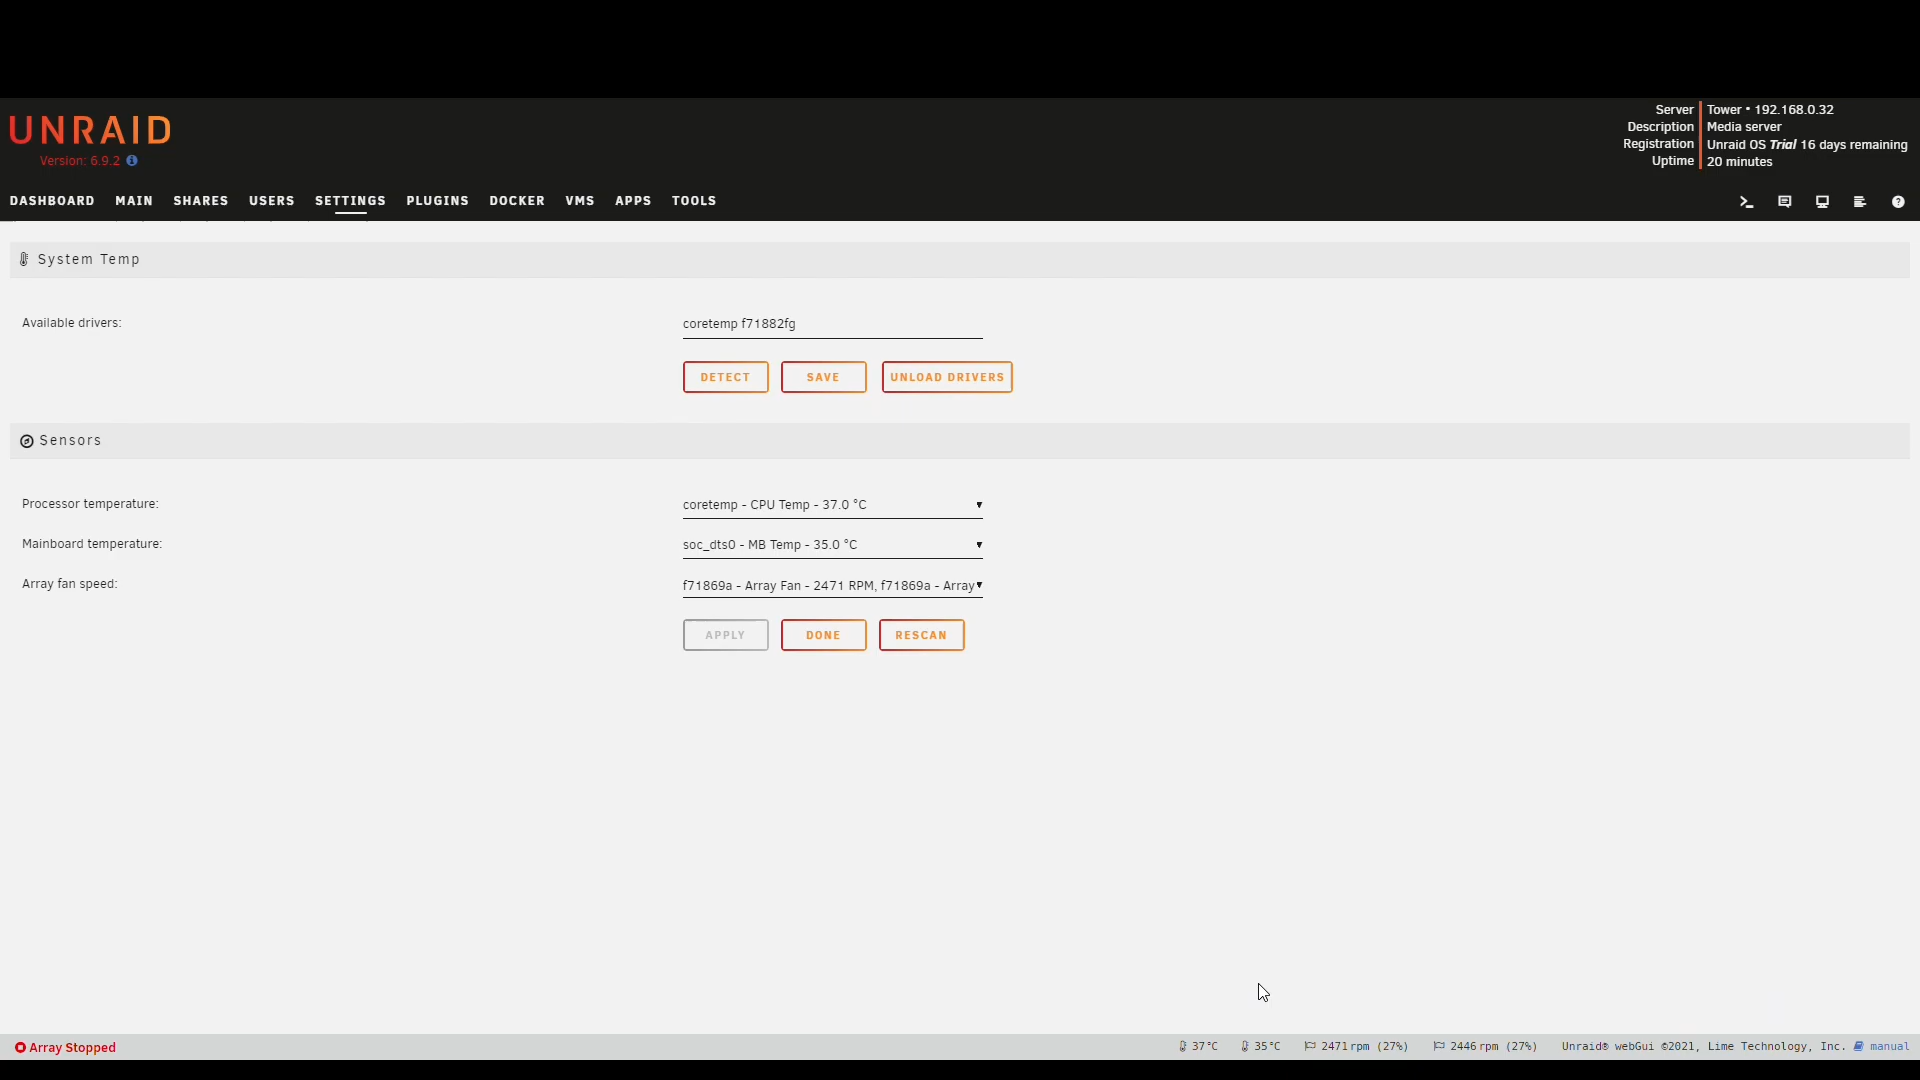 UNRAID
Version: 6.9.2
Server Tower • 192.168.0.32
Description Media server
Registration Unraid OS Trial 16 days remaining
Uptime 20 minutes
DASHBOARD MAIN SHARES USERS SETTINGS PLUGINS DOCKER VMS APPS TOOLS
System Temp
Available drivers: coretemp f71882fg
DETECT SAVE UNLOAD DRIVERS
Sensors
Processor temperature: coretemp - CPU Temp - 37.0 °C
Mainboard temperature: soc_dts0 - MB Temp - 35.0 °C
Array fan speed: f71869a - Array Fan - 2471 RPM, f71869a - Array
APPLY DONE RESCAN
Array Stopped 37°C 35°C 2471 rpm (27%) 2446 rpm (27%) Unraid® webGui ©2021, Lime Technology, Inc. manual